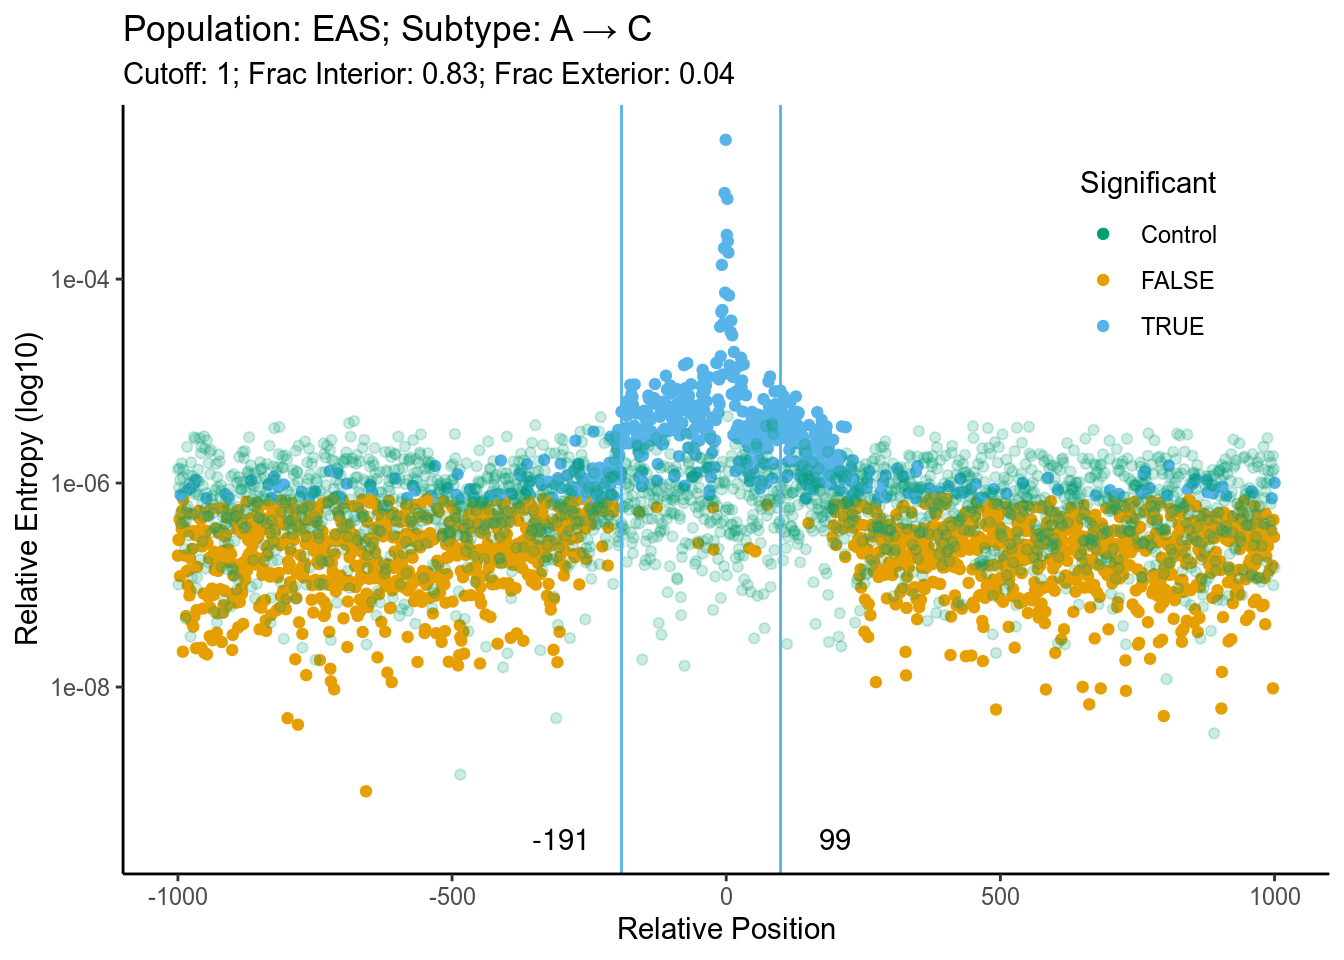 Population: EAS; Subtype: A → C
Cutoff: 1; Frac Interior: 0.83; Frac Exterior: 0.04
Significant
Control
FALSE
TRUE
1e-04
1e-06
1e-08
Relative Entropy (log10)
-191
99
-1000
-500
0
500
1000
Relative Position